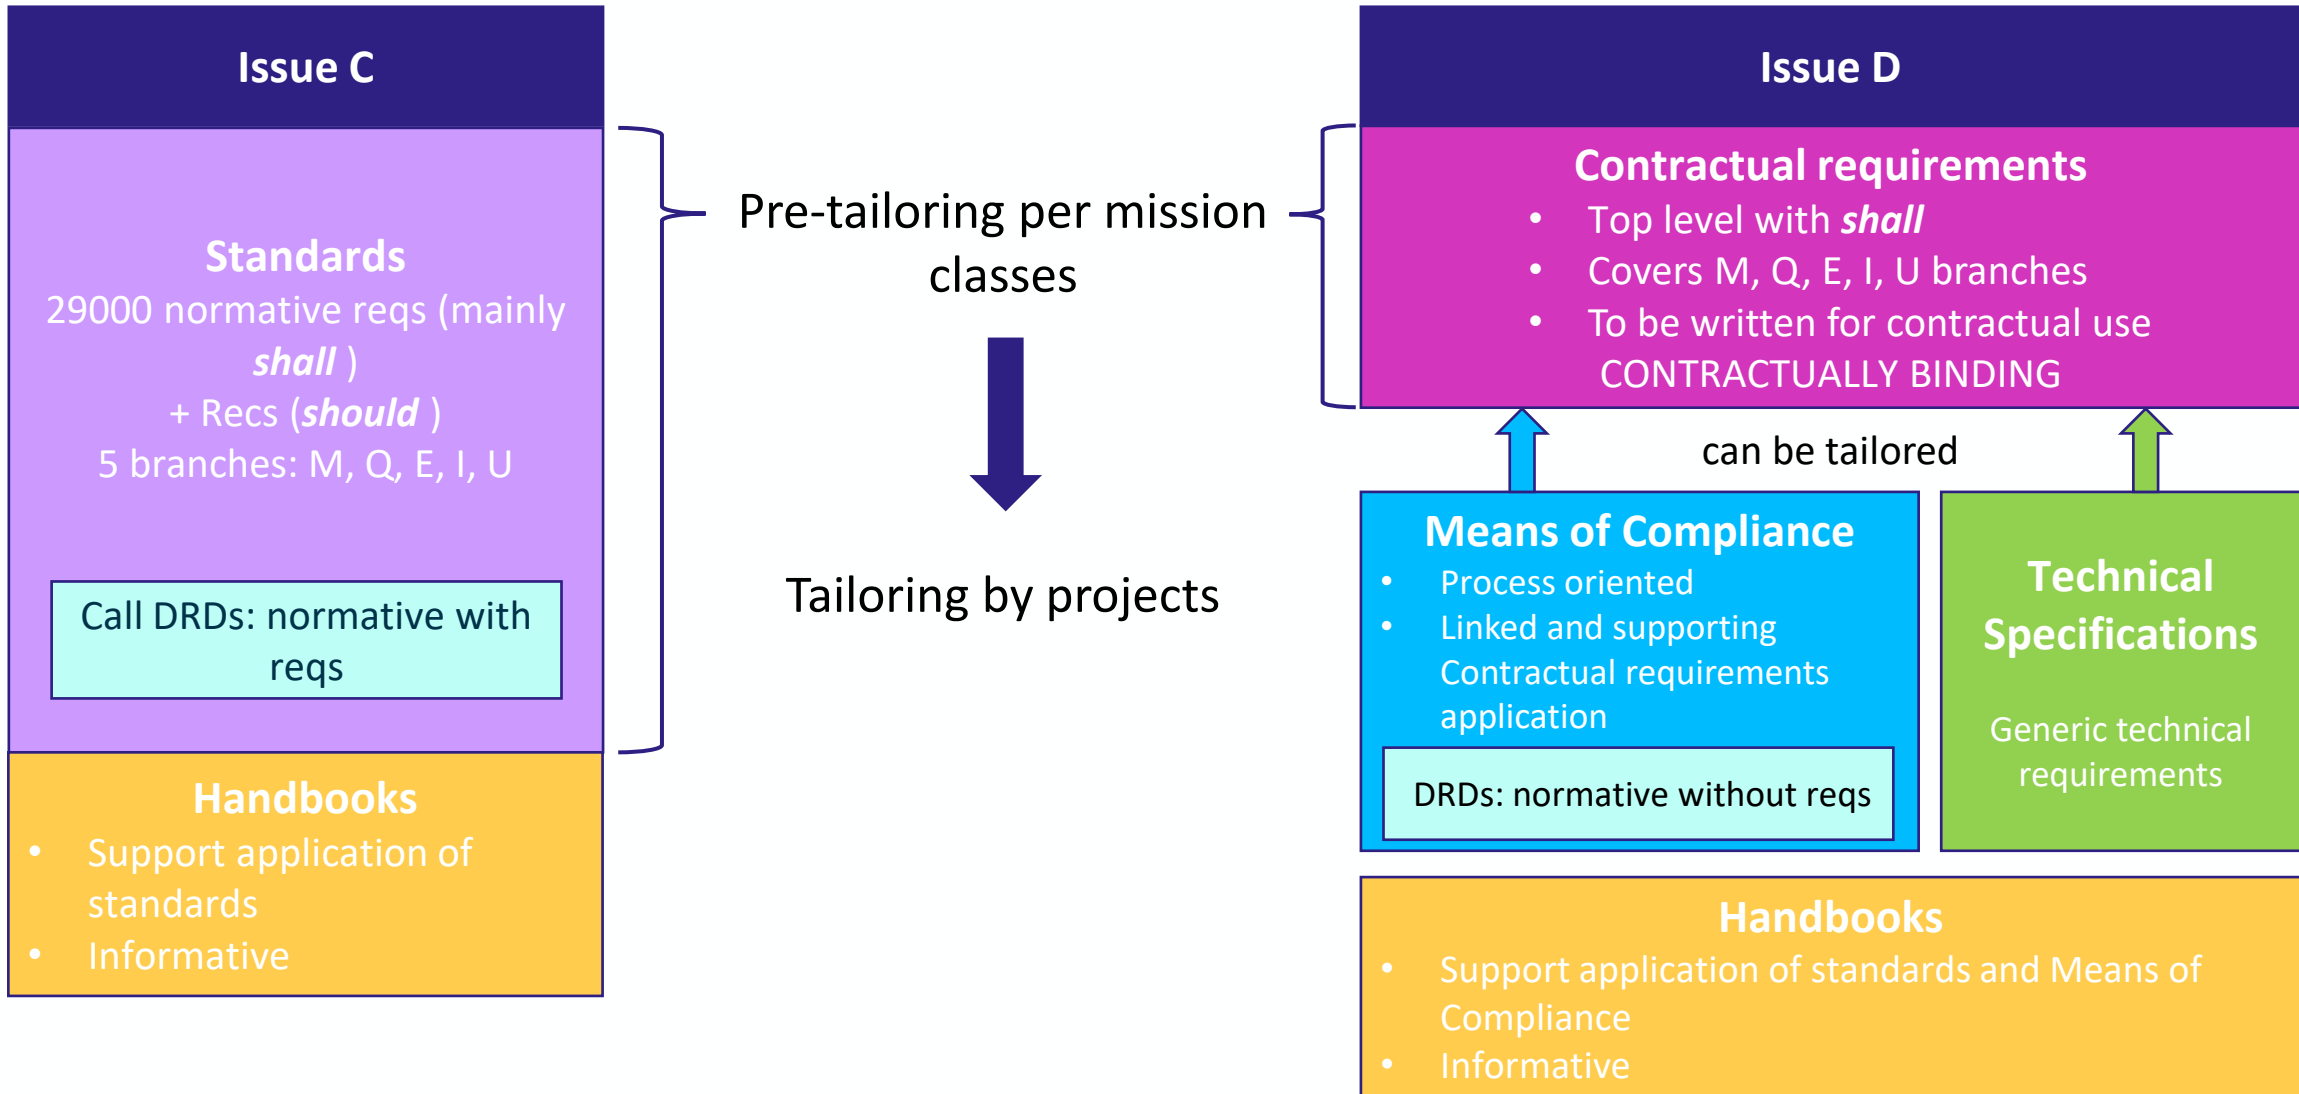 Issue C
Standards
29000 normative reqs (mainly
shall )
+ Recs (should )
5 branches: M, Q, E, I, U
Call DRDs: normative with
reqs
Handbooks
• Support application of
standards
• Informative
Pre-tailoring per mission
classes
Tailoring by projects
Issue D
Contractual requirements
• Top level with shall
• Covers M, Q, E, I, U branches
• To be written for contractual use
CONTRACTUALLY BINDING
can be tailored
Means of Compliance
• Process oriented
• Linked and supporting
Contractual requirements
application
DRDs: normative without reqs
Technical
Specifications
Generic technical
requirements
Handbooks
• Support application of standards and Means of
Compliance
• Informative